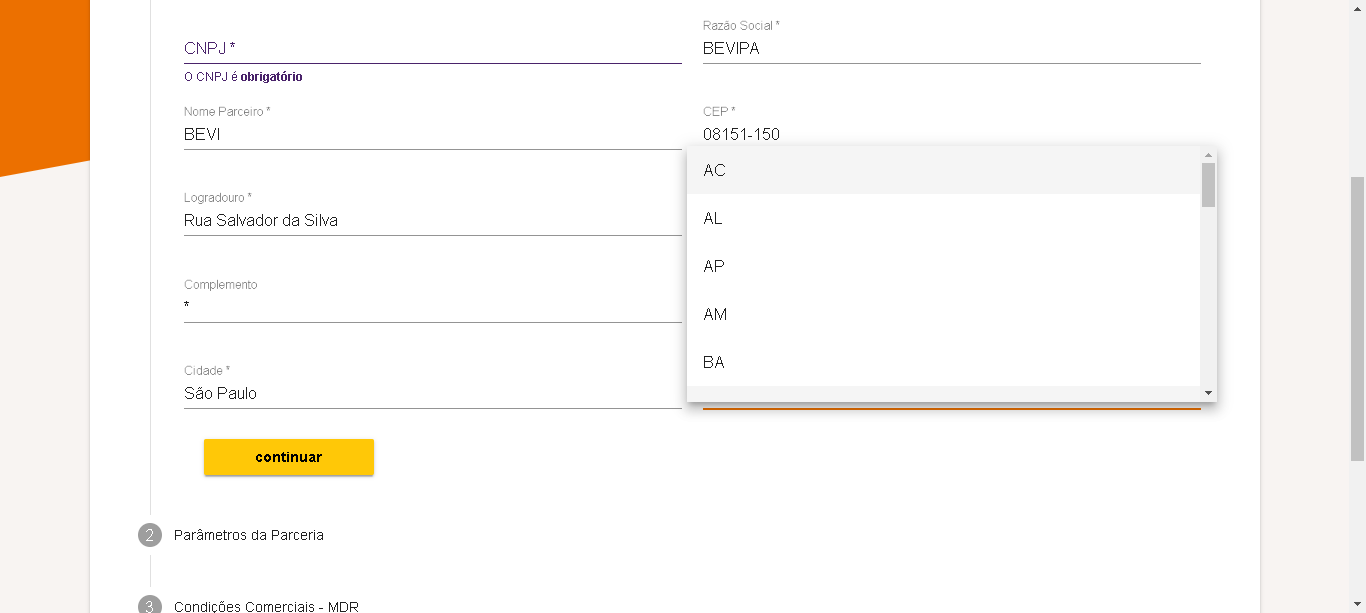 CNPJ *
Razão Social *
BEVIPA
O CNPJ é obrigatório
Nome Parceiro *
BEVI
CEP *
08151-150
AC
Logradouro *
Rua Salvador da Silva
AL
AP
Complemento
*
AM
BA
Cidade *
São Paulo
continuar
2 Parâmetros da Parceria
3 Condições Comerciais - MDR